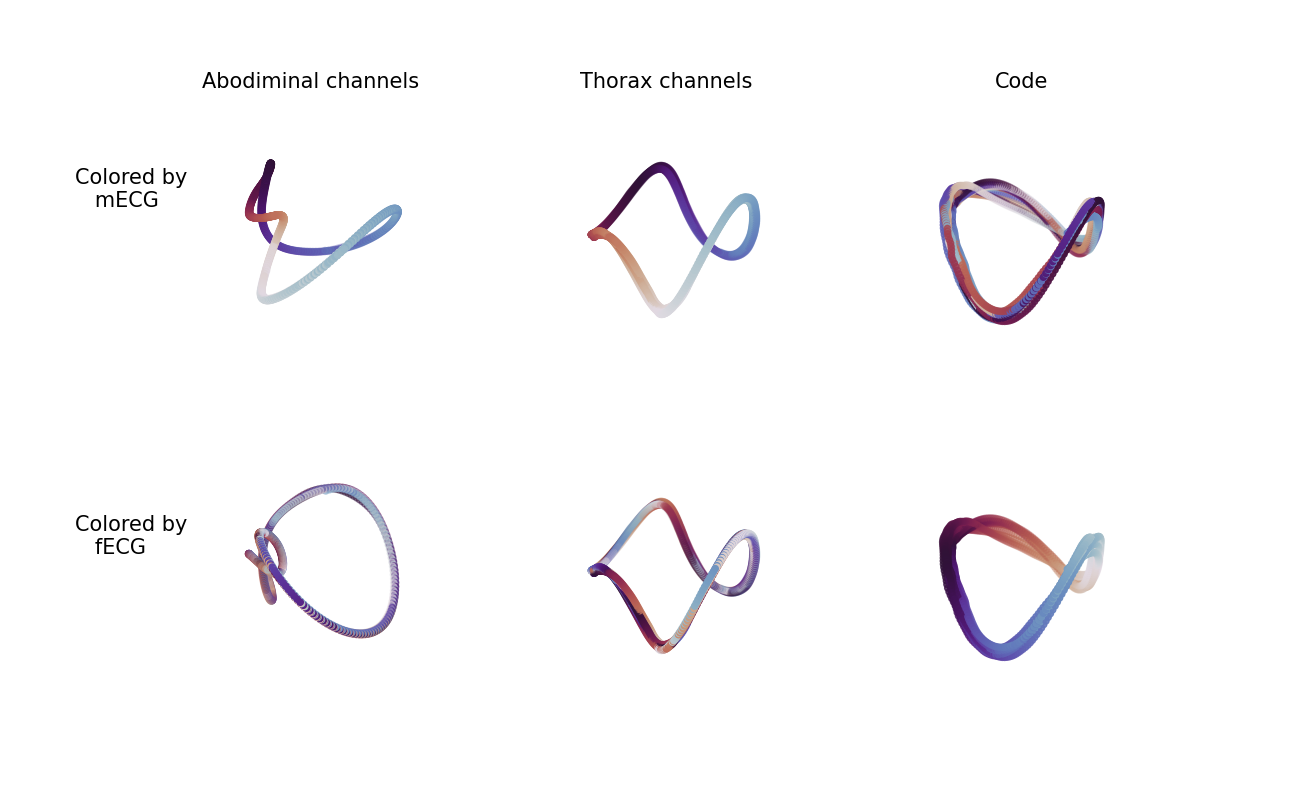 Abodiminal channels
Thorax channels
Code
Colored by
mECG
Colored by
fECG